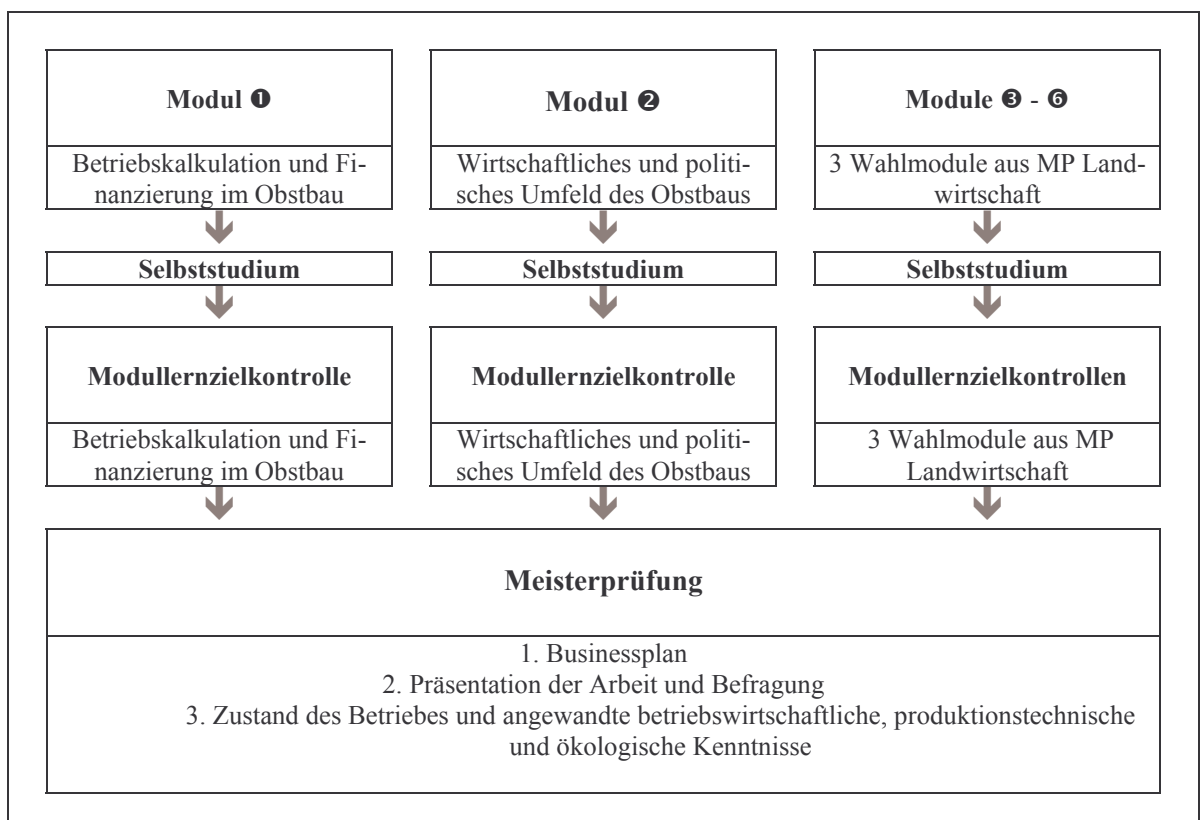 Modul ❶
Betriebskalkulation und Fi-
nanzierung im Obstbau
Selbststudium
Modullernzielkontrolle
Betriebskalkulation und Fi-
nanzierung im Obstbau
Modul ❷
Wirtschaftliches und politi-
sches Umfeld des Obstbaus
Selbststudium
Modullernzielkontrolle
Wirtschaftliches und politi-
sches Umfeld des Obstbaus
Module ❸ - ❻
3 Wahlmodule aus MP Land-
wirtschaft
Selbststudium
Modullernzielkontrollen
3 Wahlmodule aus MP
Landwirtschaft
Meisterprüfung
1. Businessplan
2. Präsentation der Arbeit und Befragung
3. Zustand des Betriebes und angewandte betriebswirtschaftliche, produktionstechnische
und ökologische Kenntnisse